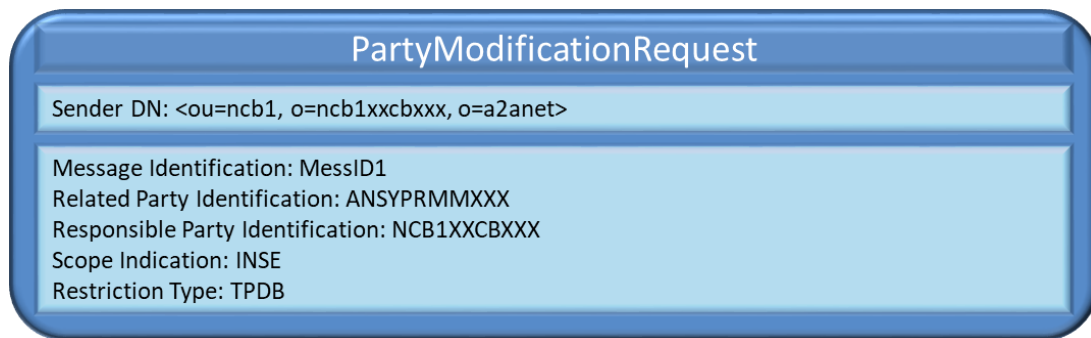 PartyModificationRequest
Sender DN: <ou=ncb1, o=ncb1xxcbxxx, o=a2anet>
Message Identification: MessID1
Related Party Identification: ANSYPRMMXXX
Responsible Party Identification: NCB1XXCBXXX
Scope Indication: INSE
Restriction Type: TPDB